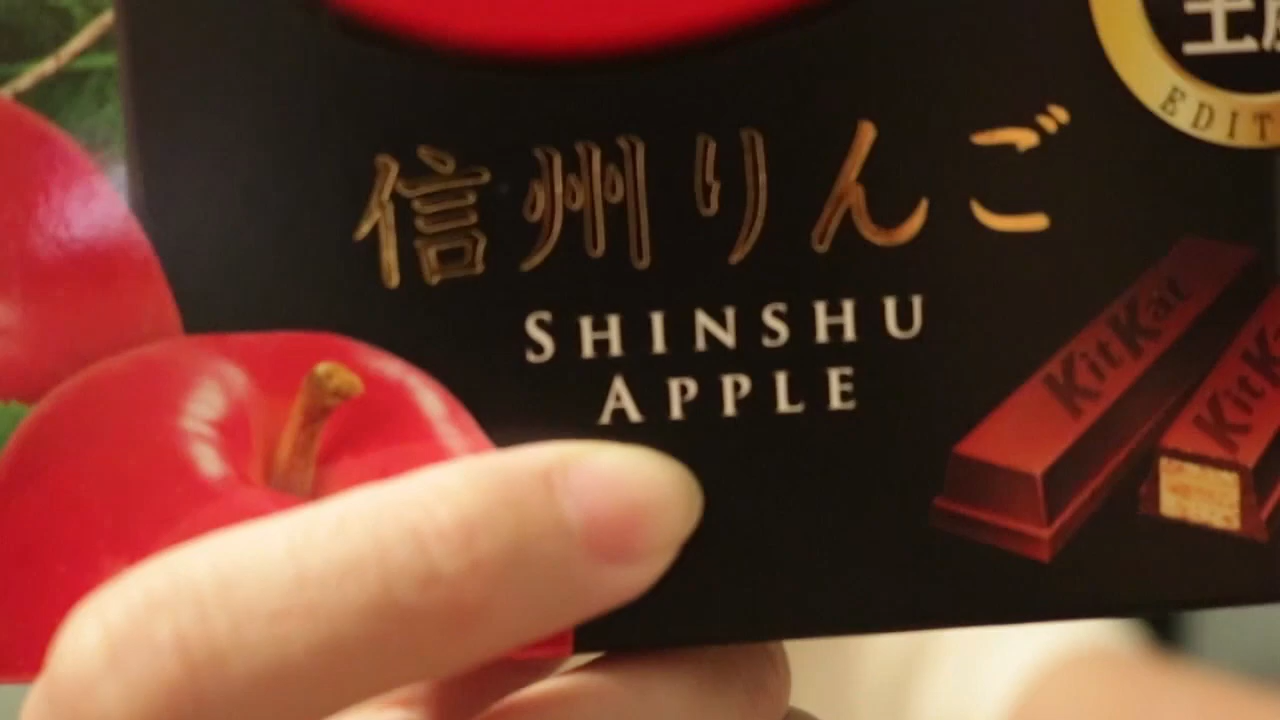 EDIT
信州りんご
SHINSHU
APPLE
KitKat